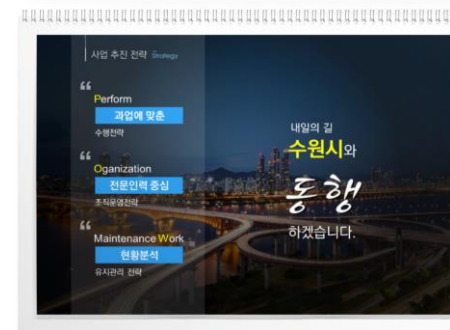 사업 추진 전략 Strategy
“
Perform
과업에 맞춘
수행전략
“
Oganization
전문인력 중심
조직운영전략
“
Maintenance Work
현황분석
유지관리 전략
내일의 길
수원시와
동행
하겠습니다.